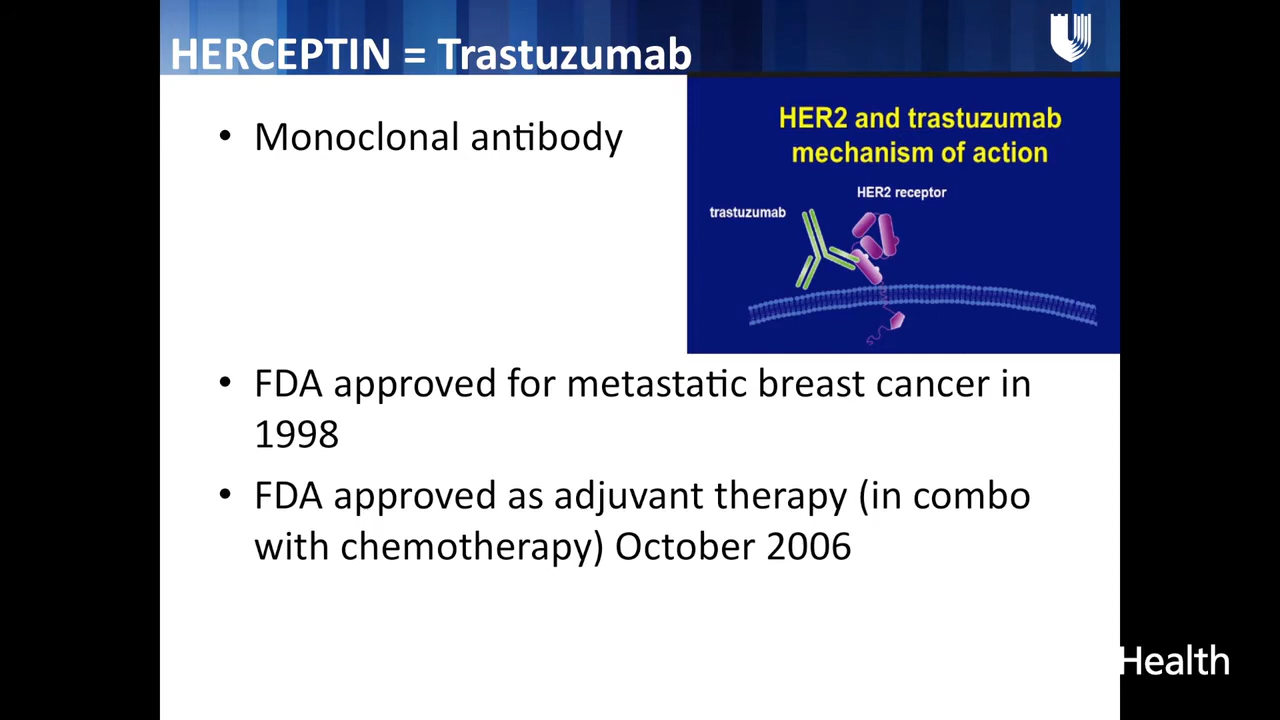 HERCEPTIN = Trastuzumab
• Monoclonal antibody
HER2 and trastuzumab
mechanism of action
HER2 receptor
trastuzumab
• FDA approved for metastatic breast cancer in
1998
• FDA approved as adjuvant therapy (in combo
with chemotherapy) October 2006
Health